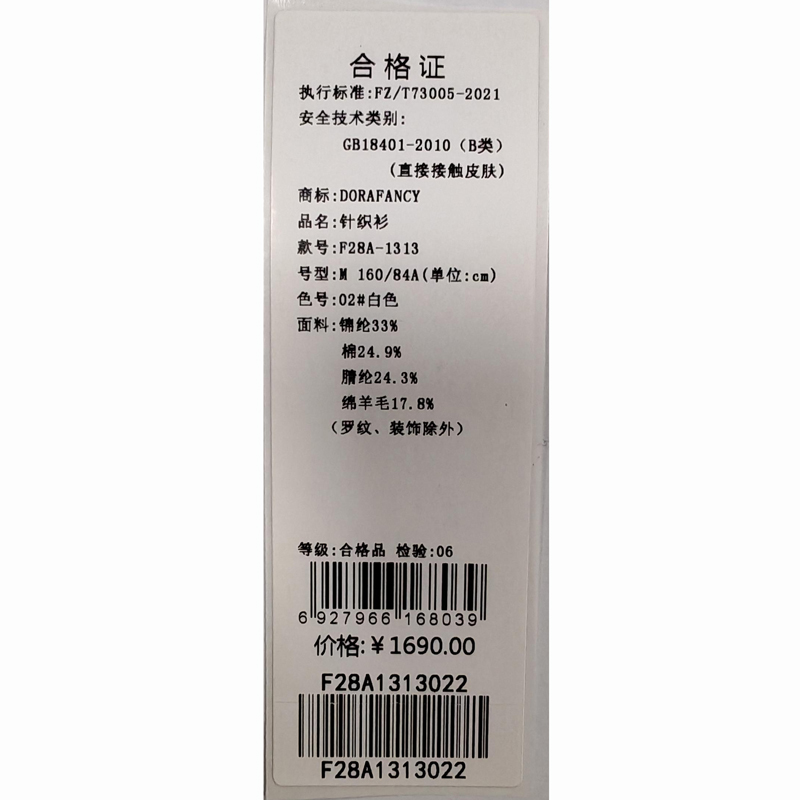 合格证
执行标准:FZ/T73005-2021
安全技术类别:
GB18401-2010（B类）
(直接接触皮肤)
商标:DORAFANCY
品名:针织衫
款号:F28A-1313
号型:M 160/84A(单位:cm)
色号:02#白色
面料:锦纶33%
棉24.9%
腈纶24.3%
绵羊毛17.8%
（罗纹、装饰除外）
等级:合格品 检验:06
6 927966 168039
价格:￥1690.00
F28A1313022
F28A1313022